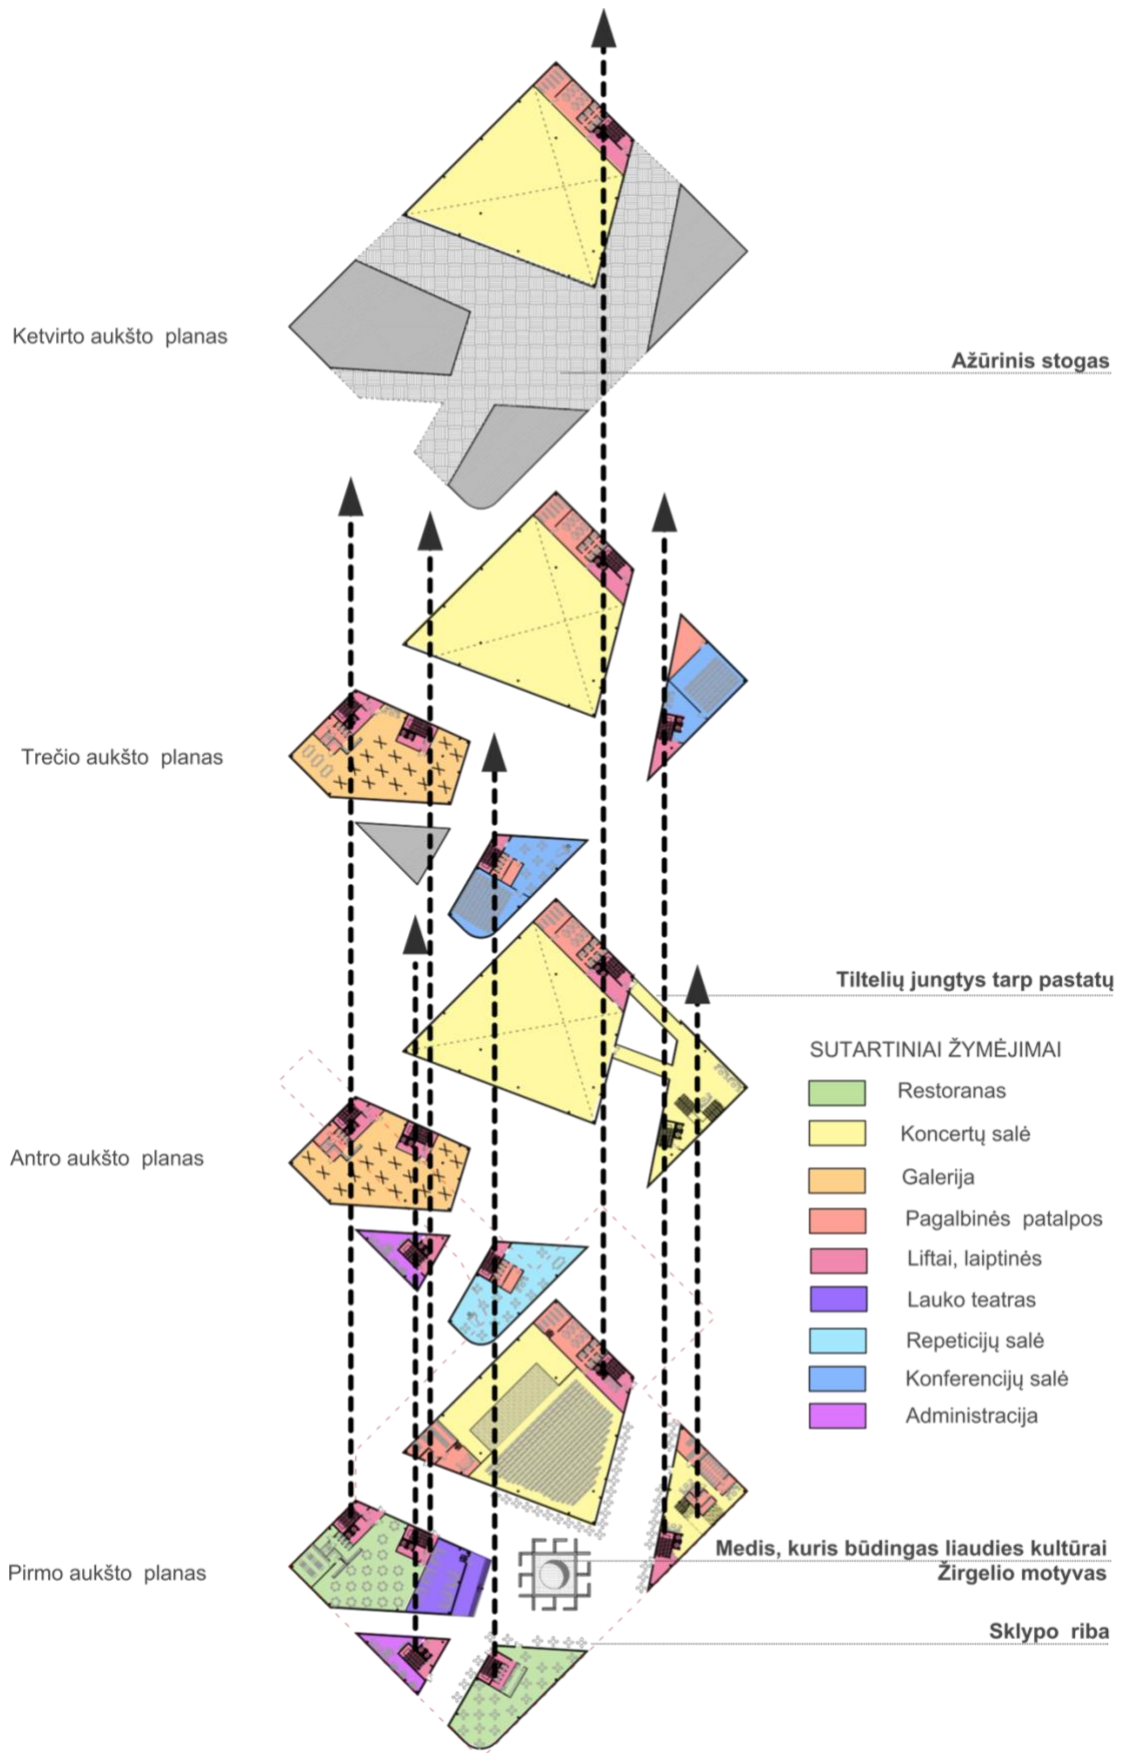 Ketvirto aukšto planas
Ažūrinis stogas
Trečio aukšto planas
Tiltelių jungtys tarp pastatų
SUTARTINIAI ŽYMĖJIMAI
Restoranas
Koncertų salė
Galerija
Pagalbinės patalpos
Liftai, laiptinės
Lauko teatras
Repeticijų salė
Konferencijų salė
Administracija
Antro aukšto planas
Medis, kuris būdingas liaudies kultūrai
Žirgelio motyvas
Pirmo aukšto planas
Sklypo riba